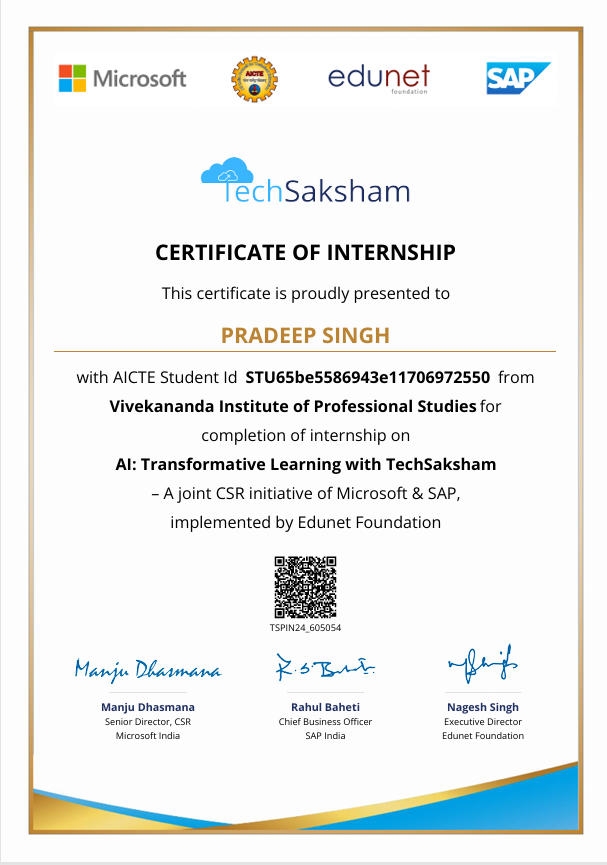 Microsoft
AICTE
edunet
foundation
SAP
TechSaksham
CERTIFICATE OF INTERNSHIP
This certificate is proudly presented to
PRADEEP SINGH
with AICTE Student Id STU65be5586943e11706972550 from
Vivekananda Institute of Professional Studies for
completion of internship on
AI: Transformative Learning with TechSaksham
– A joint CSR initiative of Microsoft & SAP,
implemented by Edunet Foundation
TSPIN24_605054
Manju Dhasmana
Manju Dhasmana
Senior Director, CSR
Microsoft India
Rahul Baheti
Chief Business Officer
SAP India
Nagesh Singh
Executive Director
Edunet Foundation